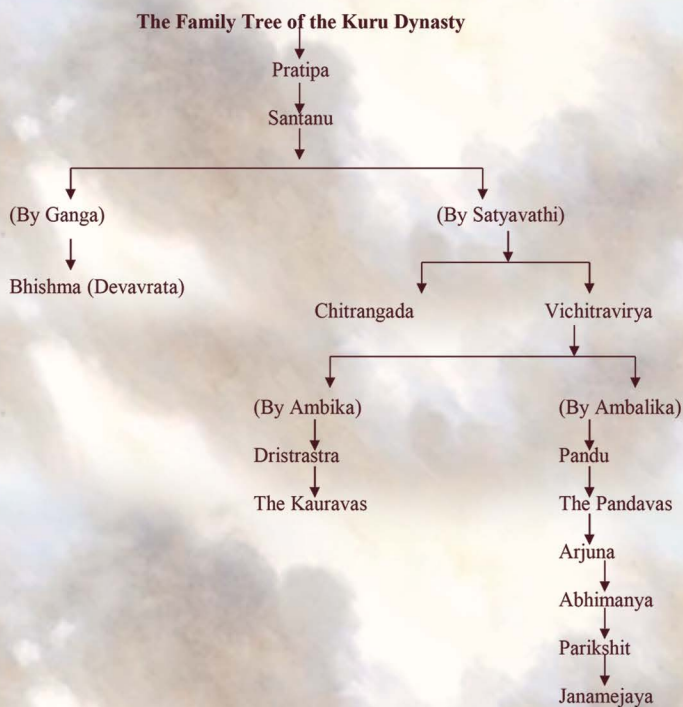 The Family Tree of the Kuru Dynasty
Pratipa
Santanu
(By Ganga)
(By Satyavathi)
Bhishma (Devavrata)
Chitrangada
Vichitravirya
(By Ambika)
(By Ambalika)
Dristrastra
Pandu
The Kauravas
The Pandavas
Arjuna
Abhimanya
Parikshit
Janamejaya